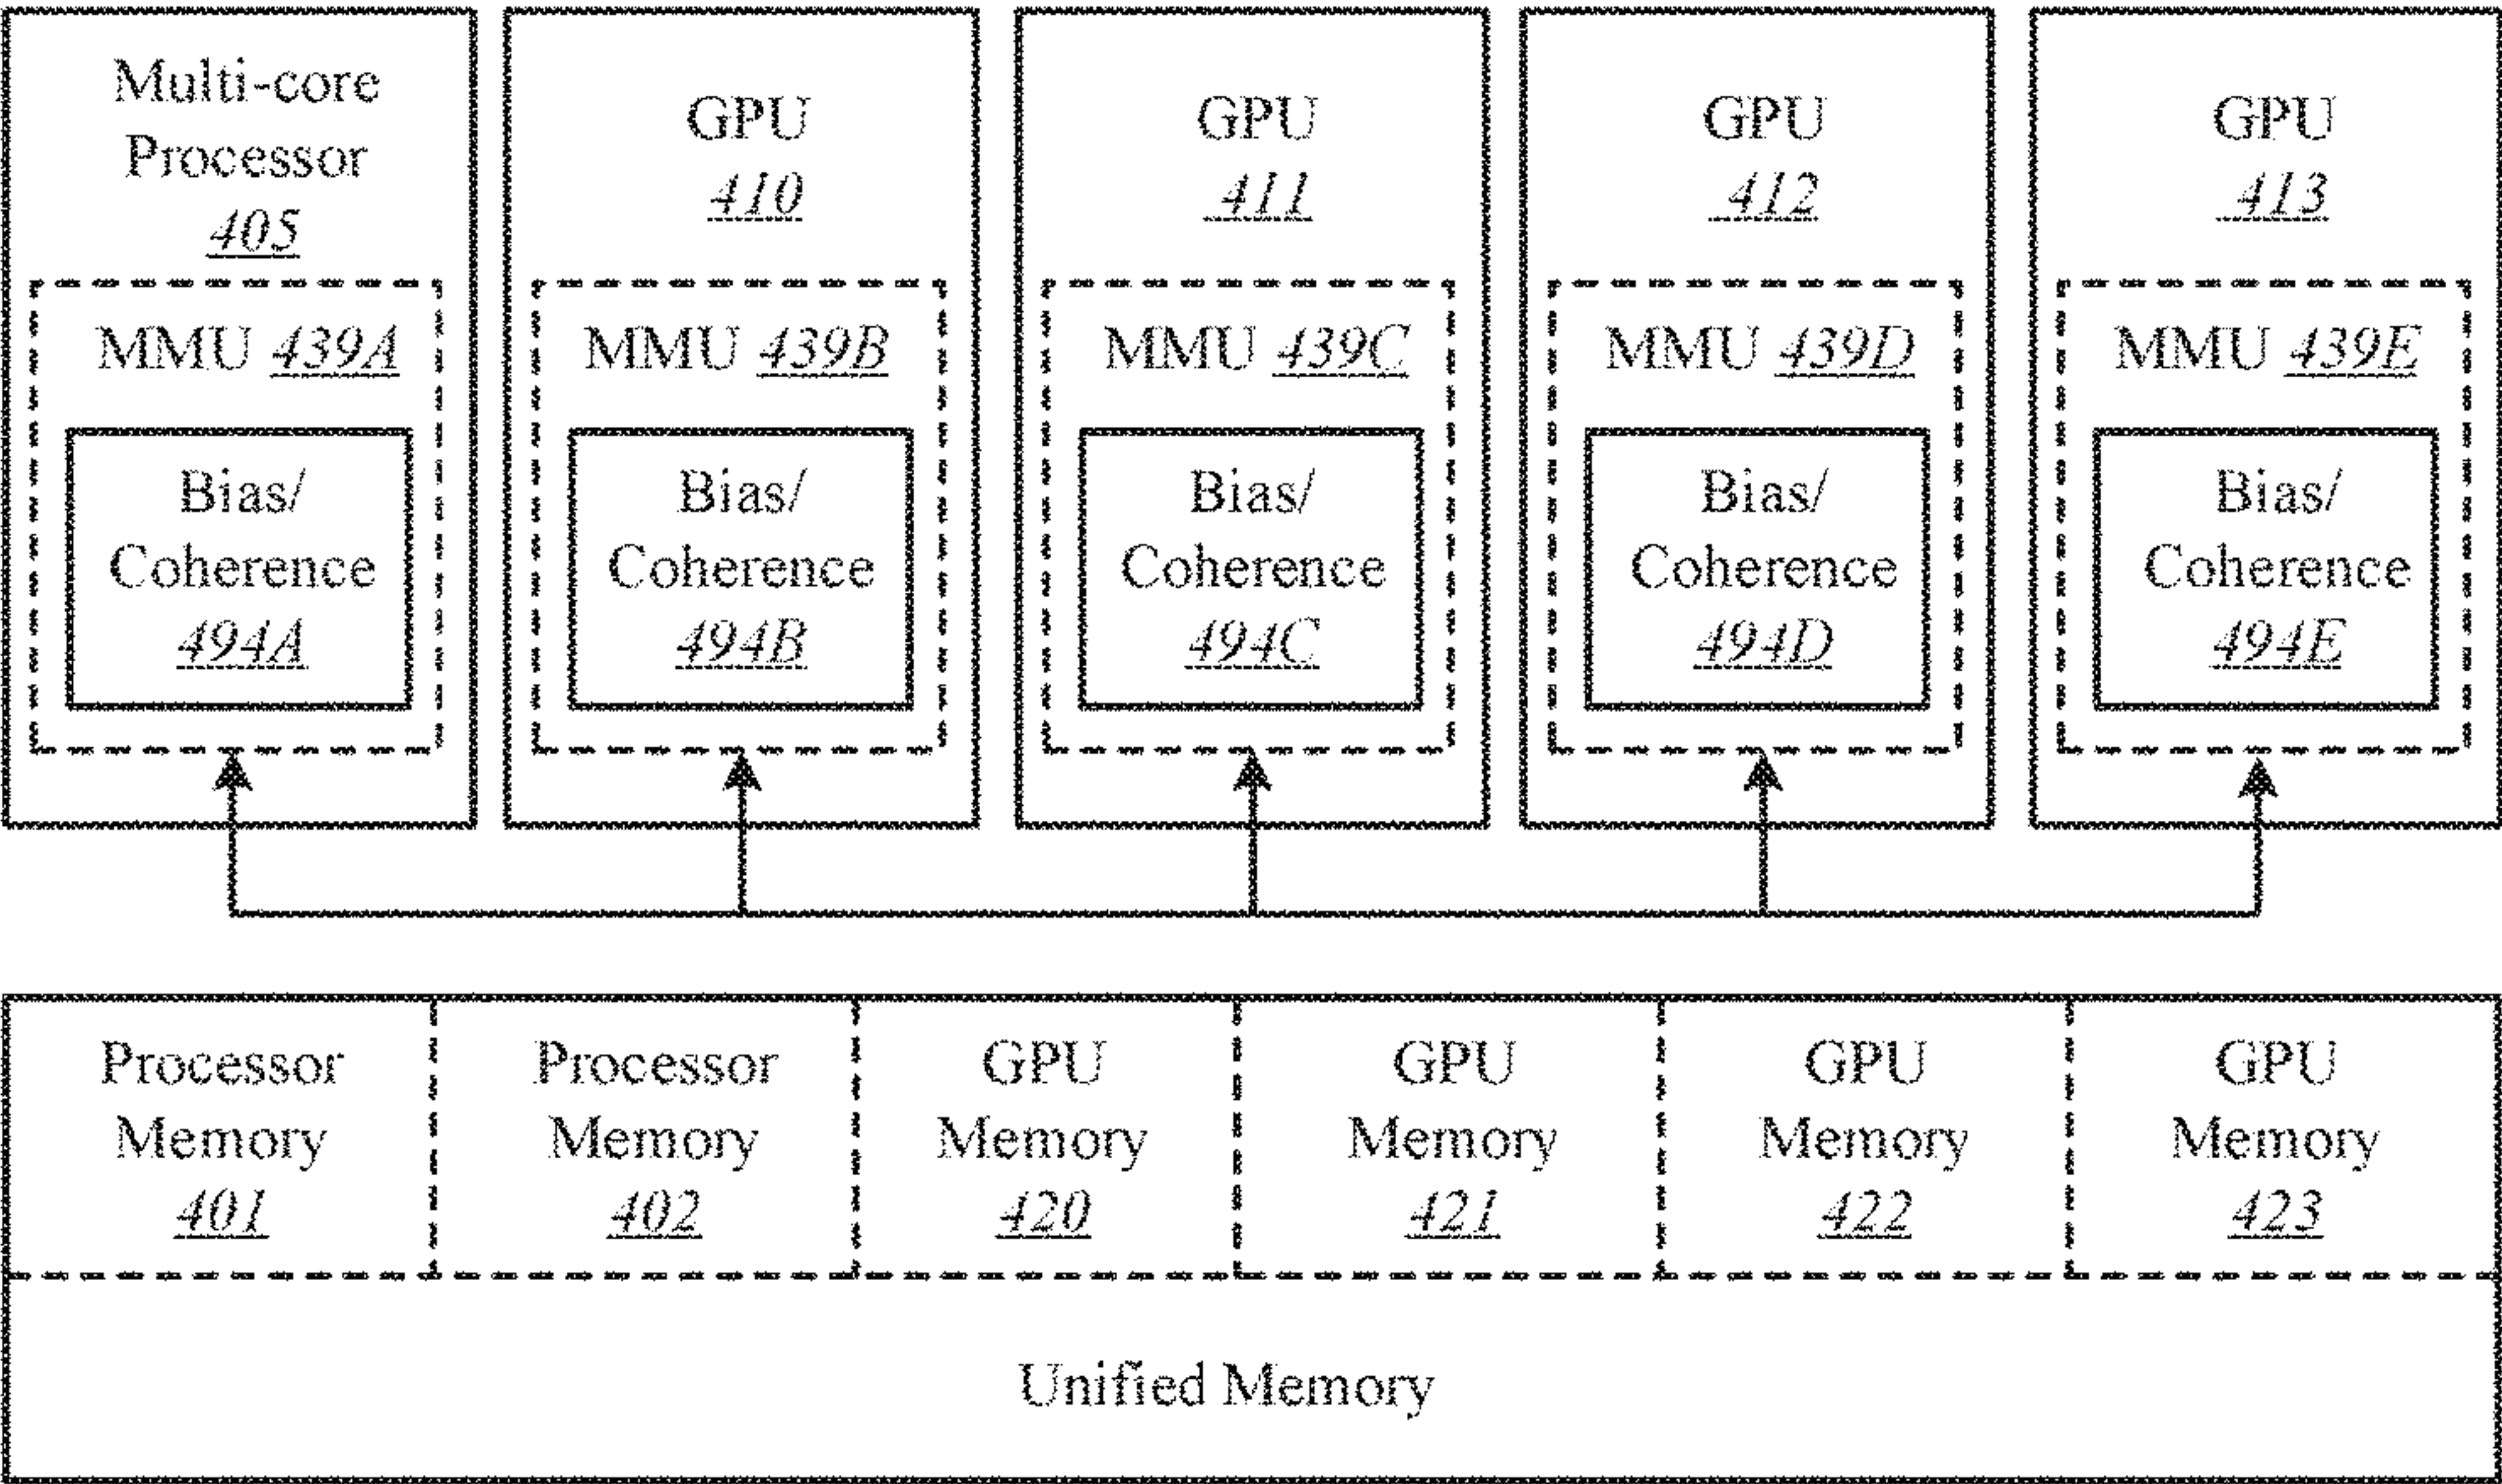 Multi-core
Processor
405
MMU 439A
Bias/
Coherence
494A
GPU
410
MMU 439B
Bias/
Coherence
494B
GPU
411
MMU 439C
Bias/
Coherence
494C
GPU
412
MMU 439D
Bias/
Coherence
494D
GPU
413
MMU 439E
Bias/
Coherence
494E
Processor
Memory
401
Processor
Memory
402
GPU
Memory
420
GPU
Memory
421
GPU
Memory
422
GPU
Memory
423
Unified Memory